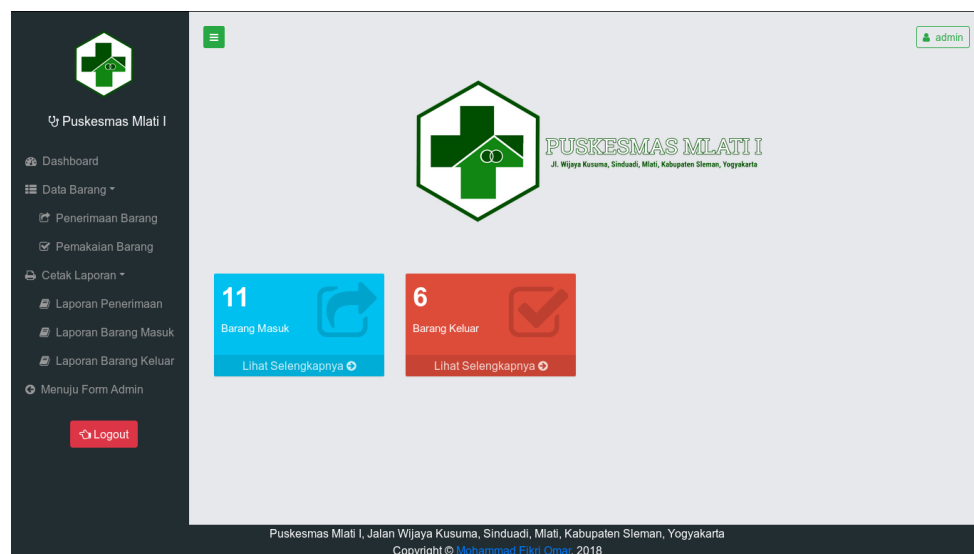 Puskesmas Mlati I
Dashboard
Data Barang
Penerimaan Barang
Pemakaian Barang
Cetak Laporan
Laporan Penerimaan
Laporan Barang Masuk
Laporan Barang Keluar
Menuju Form Admin
Logout
admin
PUSKESMAS MLATI I
Jl. Wijaya Kusuma, Sinduadi, Mlati, Kabupaten Sleman, Yogyakarta
11
Barang Masuk
Lihat Selengkapnya
6
Barang Keluar
Lihat Selengkapnya
Puskesmas Mlati I, Jalan Wijaya Kusuma, Sinduadi, Mlati, Kabupaten Sleman, Yogyakarta
Copyright © Mohammad Fikri Omar, 2018